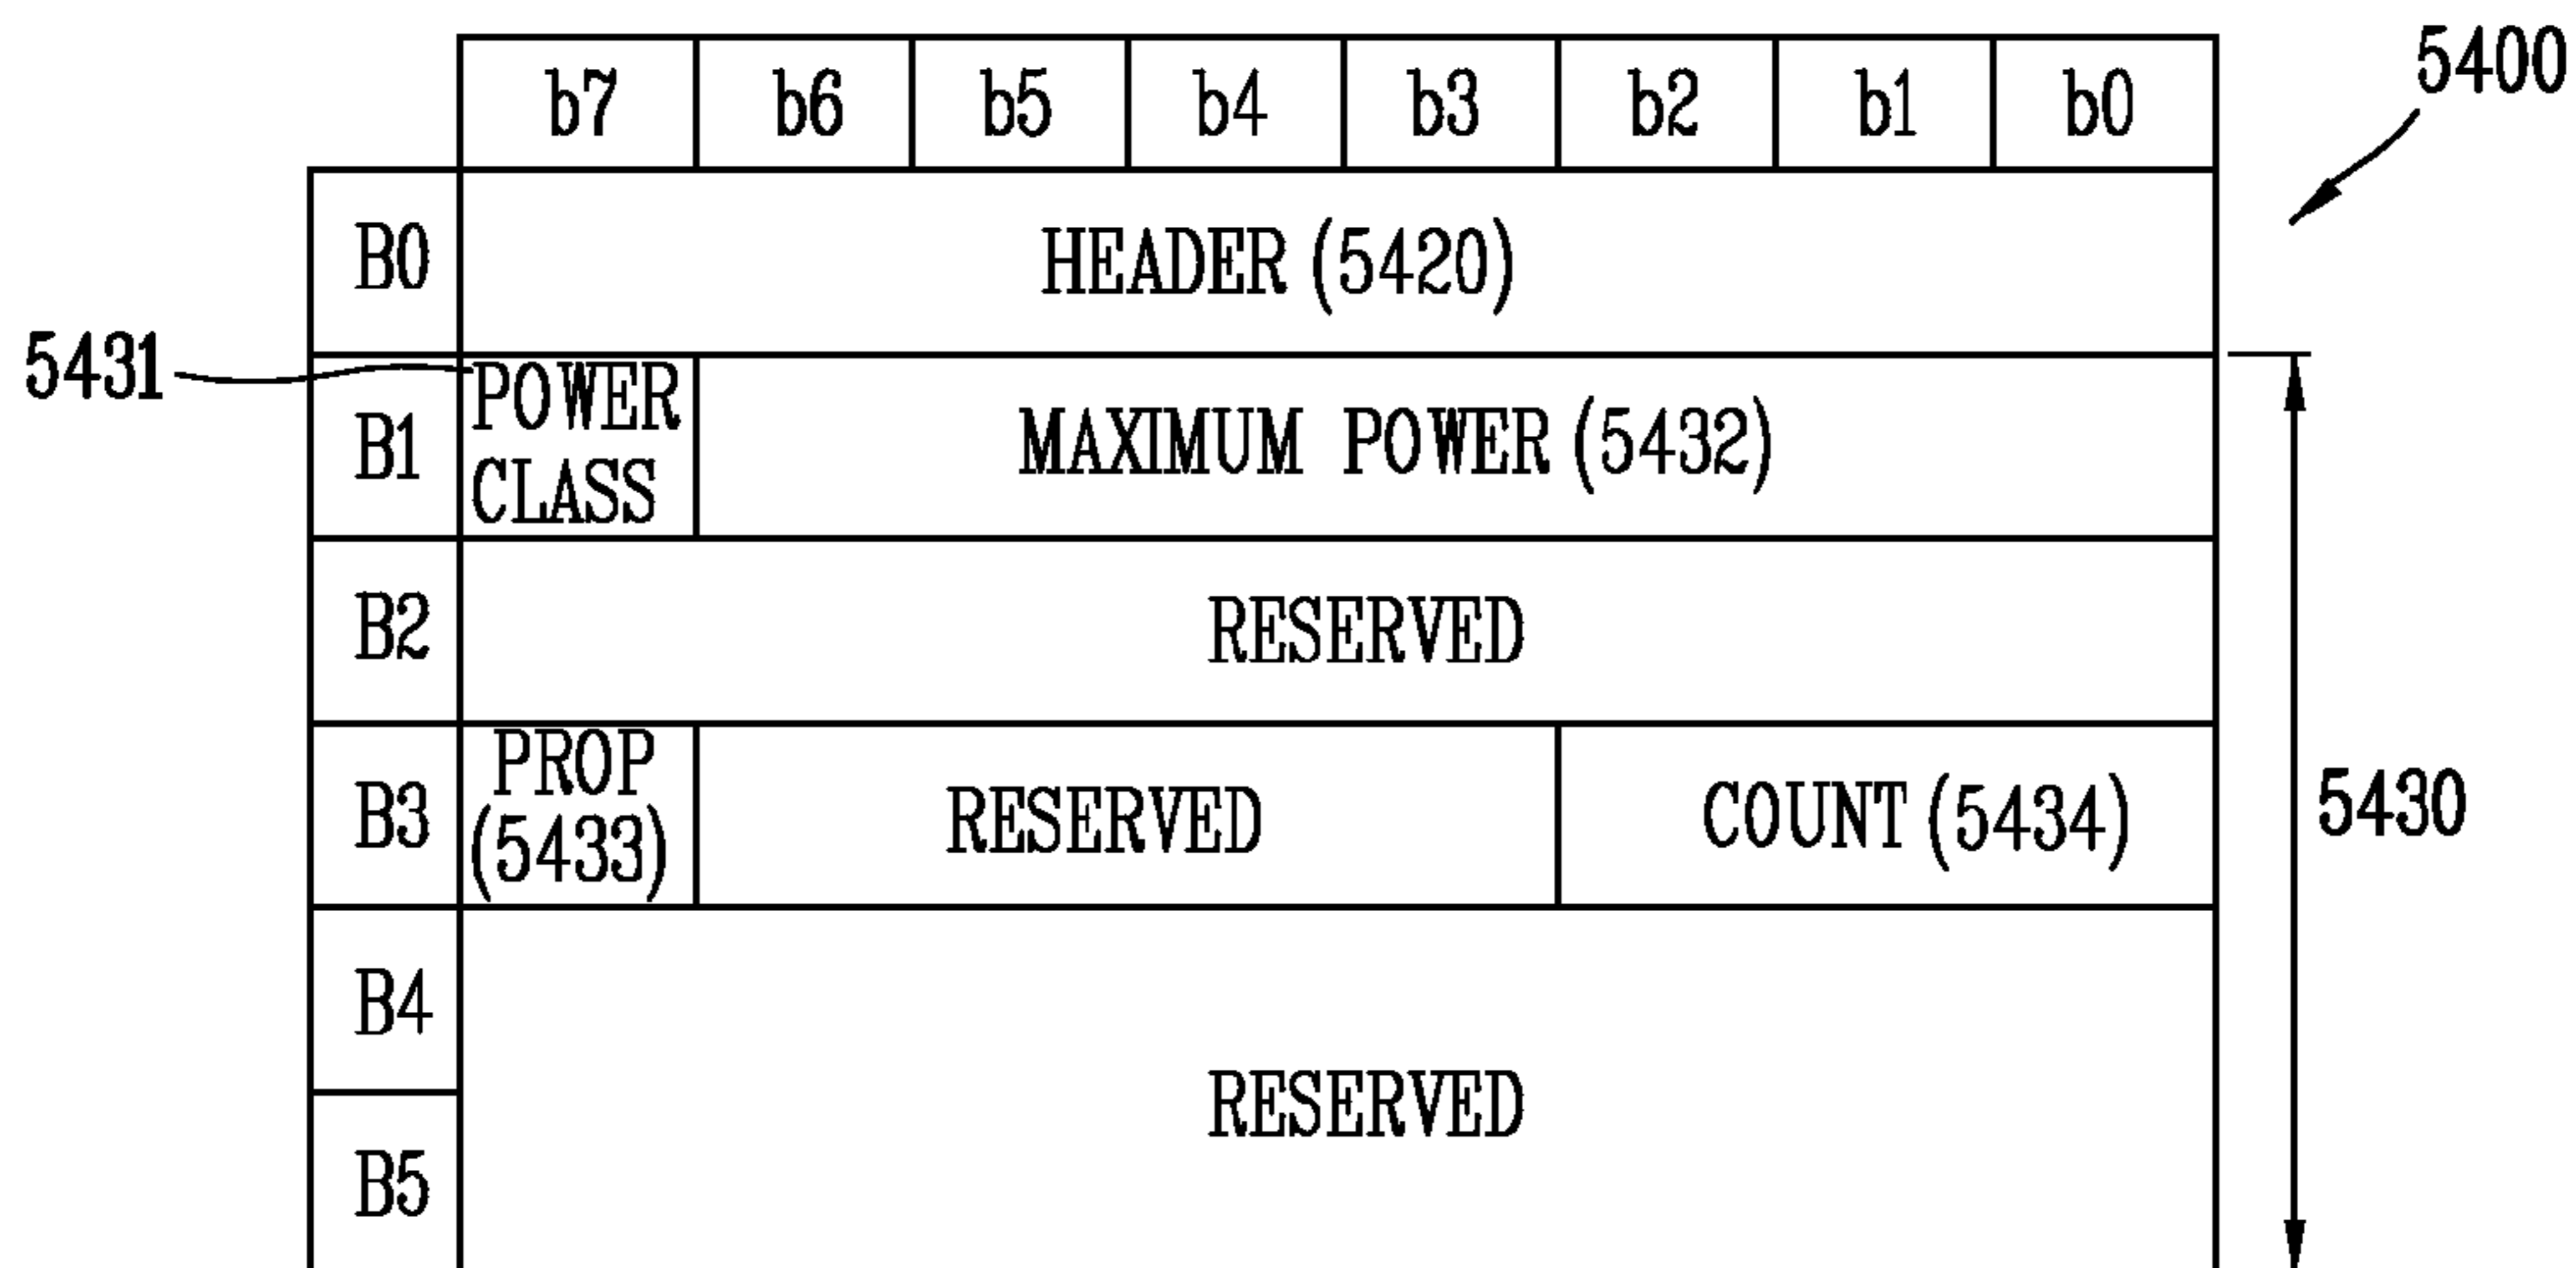 5400
b7 b6 b5 b4 b3 b2 b1 b0
B0 HEADER (5420)
5431
B1 POWER CLASS MAXIMUM POWER (5432)
B2 RESERVED
B3 PROP (5433) RESERVED COUNT (5434)
5430
B4
RESERVED
B5